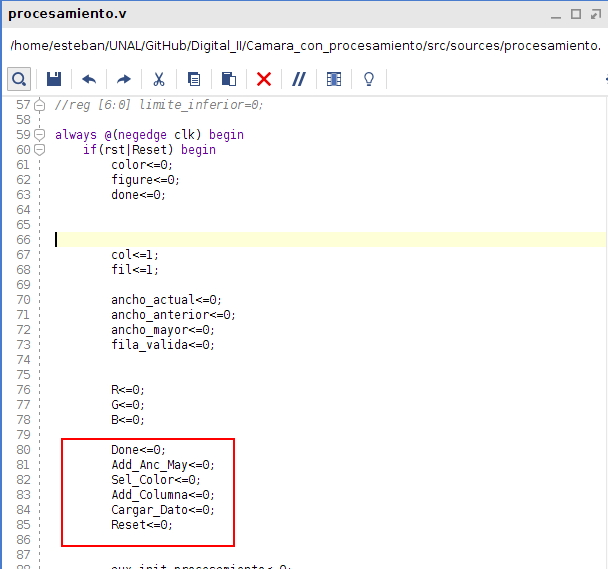 procesamiento.v
/home/esteban/UNAL/GitHub/Digital_II/Camara_con_procesamiento/src/sources/procesamiento.
57 //reg [6:0] limite_inferior=0;
58
59 always @(negedge clk) begin
60 if(rst|Reset) begin
61 color<=0;
62 figure<=0;
63 done<=0;
64
65
66
67 col<=1;
68 fil<=1;
69
70 ancho_actual<=0;
71 ancho_anterior<=0;
72 ancho_mayor<=0;
73 fila_valida<=0;
74
75
76 R<=0;
77 G<=0;
78 B<=0;
79
80 Done<=0;
81 Add_Anc_May<=0;
82 Sel_Color<=0;
83 Add_Columna<=0;
84 Cargar_Dato<=0;
85 Reset<=0;
86
87
88 aux_init_procesamiento<=0;